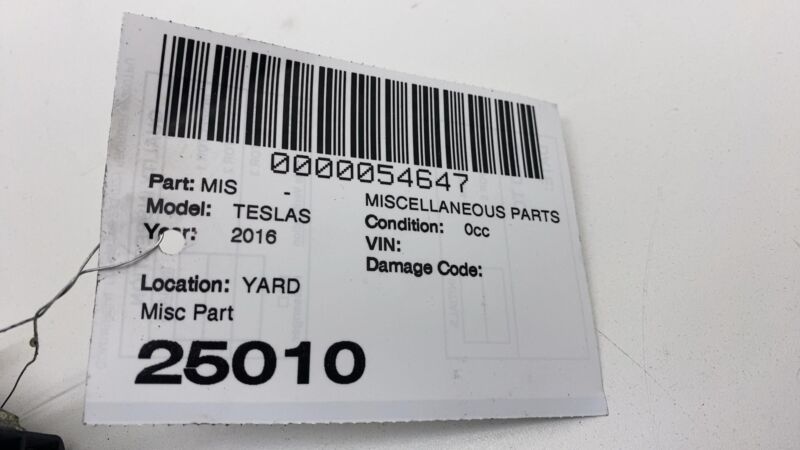 0000054647
Part: MIS -
MISCELLANEOUS PARTS
Model: TESLAS
Condition: 0cc
Year: 2016
VIN:
Damage Code:
Location: YARD
Misc Part
25010